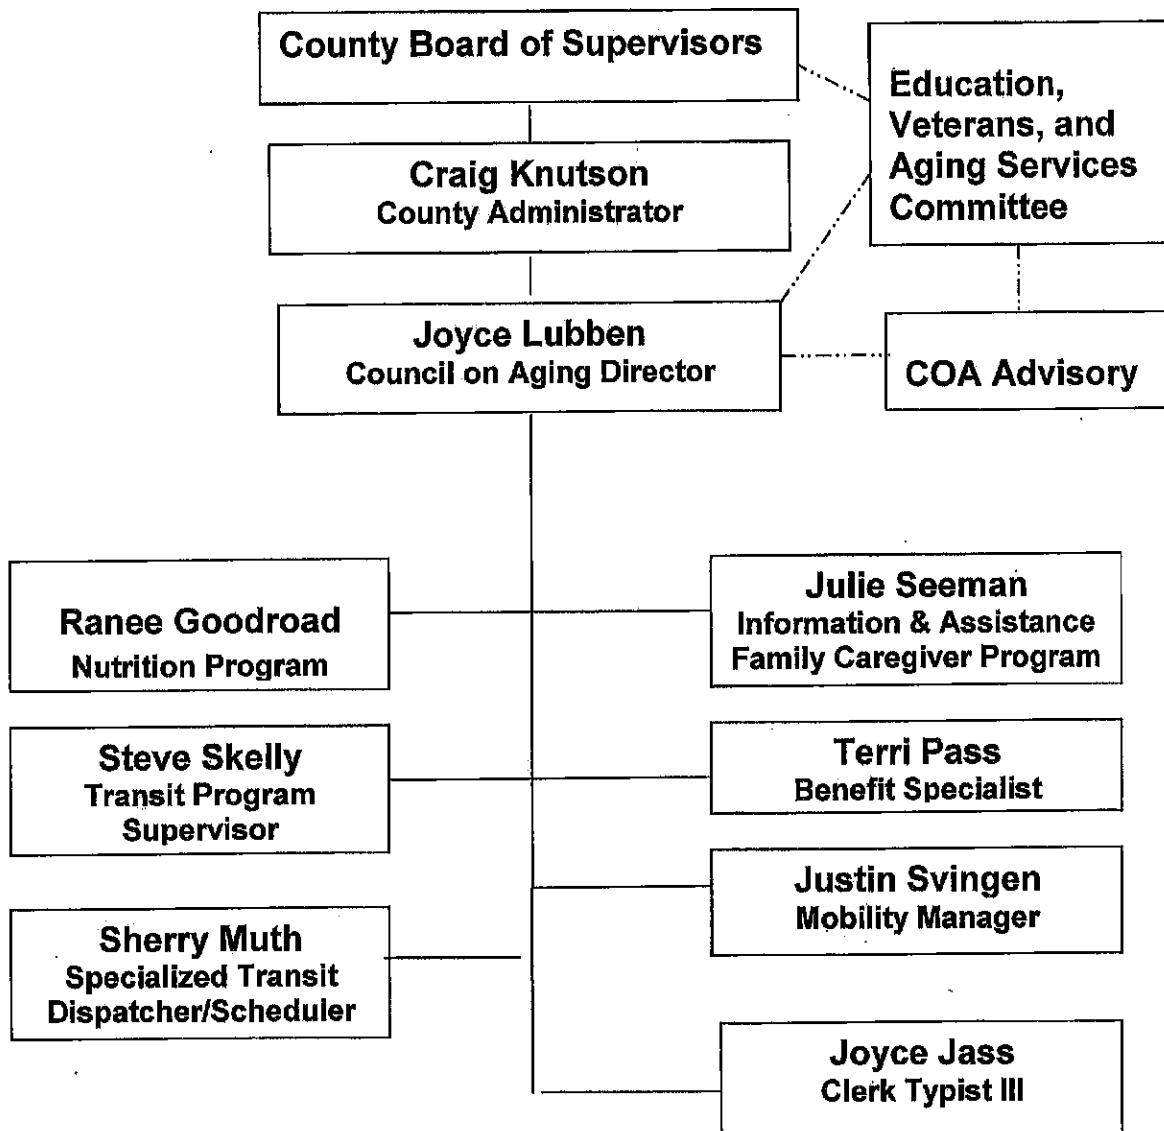 County Board of Supervisors
Education,
Veterans, and
Aging Services
Committee
Craig Knutson
County Administrator
Joyce Lubben
Council on Aging Director
COA Advisory
Ranee Goodroad
Nutrition Program
Julie Seeman
Information & Assistance
Family Caregiver Program
Steve Skelly
Transit Program
Supervisor
Terri Pass
Benefit Specialist
Justin Svingen
Mobility Manager
Sherry Muth
Specialized Transit
Dispatcher/Scheduler
Joyce Jass
Clerk Typist III